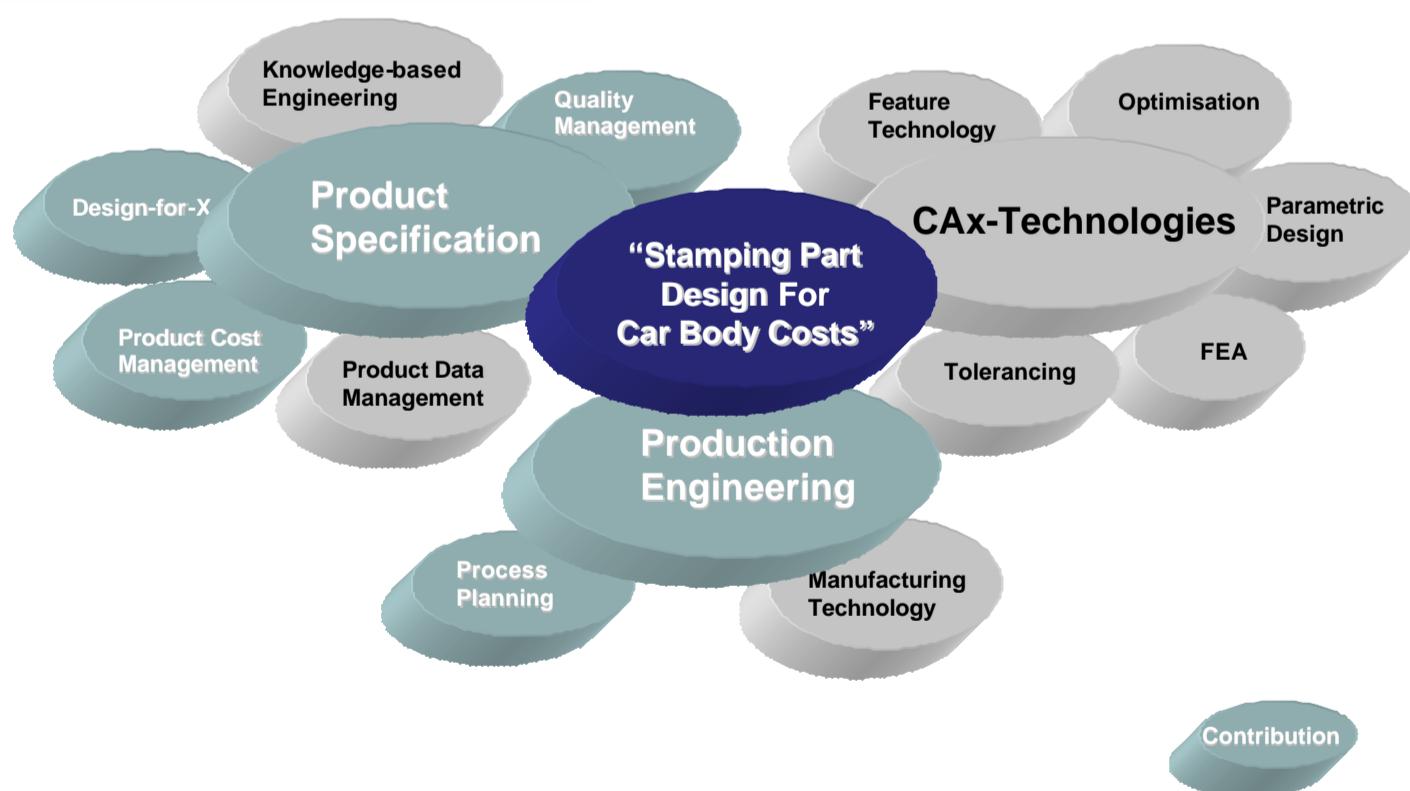 Knowledge-based
Engineering
Quality
Management
Feature
Technology
Optimisation
Design-for-X
Product
Specification
CAx-Technologies
Parametric
Design
“Stamping Part
Design For
Car Body Costs”
Product Cost
Management
Product Data
Management
Tolerancing
FEA
Production
Engineering
Process
Planning
Manufacturing
Technology
Contribution